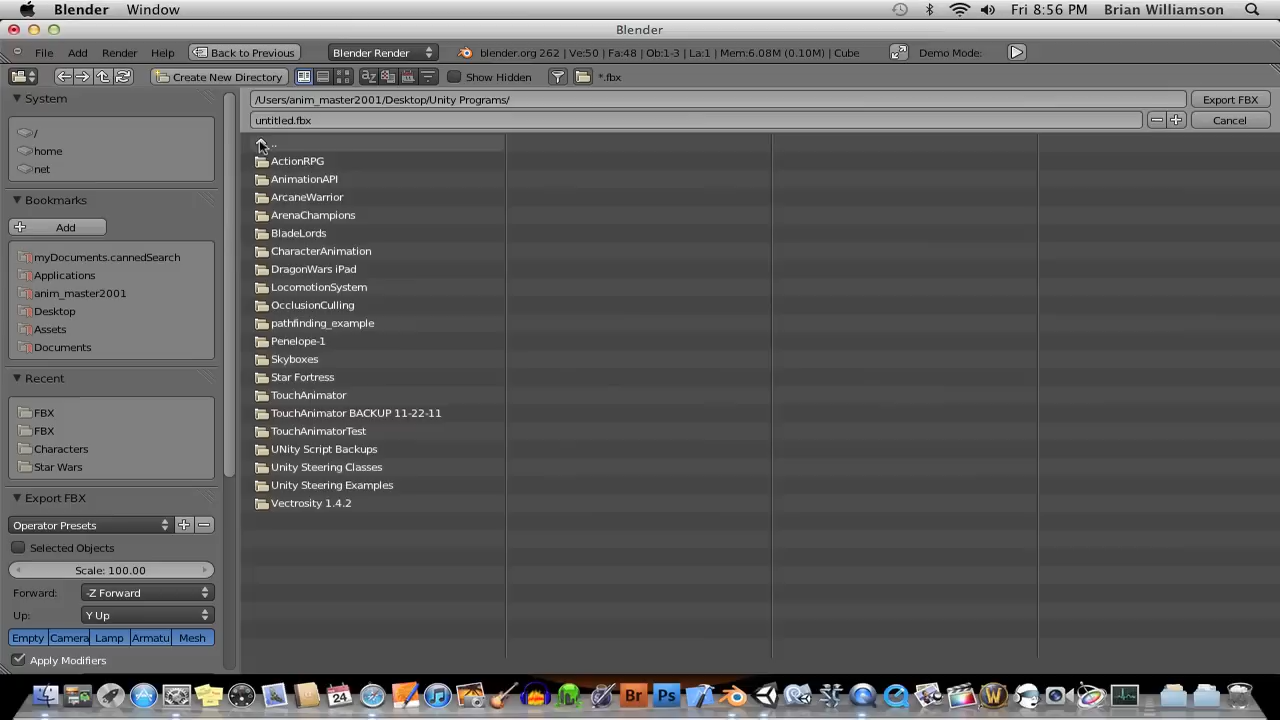 Blender Window Fri 8:56 PM Brian Williamson
Blender
File Add Render Help Back to Previous Blender Render blender.org 262 | Ve:50 | Fa:48 | Ob:1-3 | La:1 | Mem:6.08M (0.10M) | Cube Demo Mode:
Create New Directory Show Hidden *.fbx
System
/
home
net
Bookmarks
Add
myDocuments.cannedSearch
Applications
anim_master2001
Desktop
Assets
Documents
Recent
FBX
FBX
Characters
Star Wars
Export FBX
Operator Presets
Selected Objects
Scale: 100.00
Forward: -Z Forward
Up: Y Up
Empty Camera Lamp Armatu Mesh
Apply Modifiers
/Users/anim_master2001/Desktop/Unity Programs/ Export FBX
untitled.fbx Cancel
..
ActionRPG
AnimationAPI
ArcaneWarrior
ArenaChampions
BladeLords
CharacterAnimation
DragonWars iPad
LocomotionSystem
OcclusionCulling
pathfinding_example
Penelope-1
Skyboxes
Star Fortress
TouchAnimator
TouchAnimator BACKUP 11-22-11
TouchAnimatorTest
UNity Script Backups
Unity Steering Classes
Unity Steering Examples
Vectrosity 1.4.2
24 Br Ps W